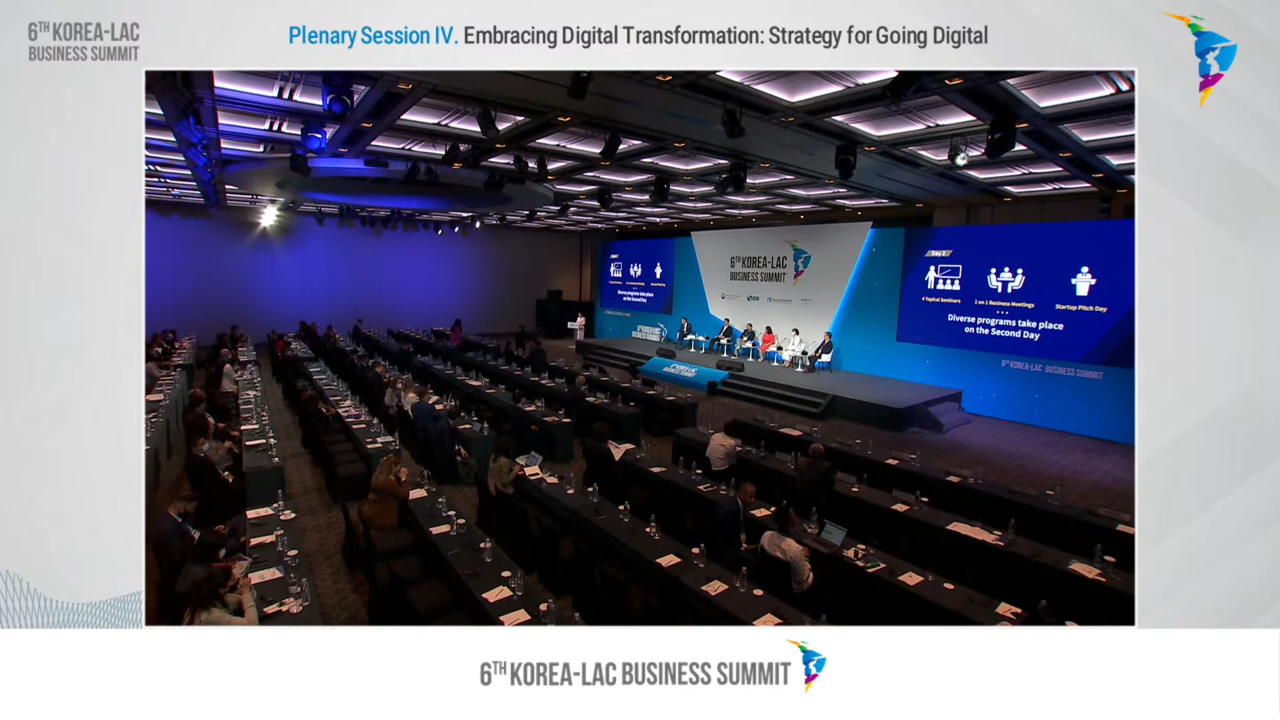 6TH KOREA-LAC
BUSINESS SUMMIT
Plenary Session IV. Embracing Digital Transformation: Strategy for Going Digital
6TH KOREA-LAC
BUSINESS SUMMIT
Diverse programs take place
on the Second Day
Day 2
4 Topical Seminars
1 on 1 Business Meetings
Startup Pitch Day
Diverse programs take place
on the Second Day
6TH KOREA-LAC BUSINESS SUMMIT
6TH KOREA-LAC BUSINESS SUMMIT